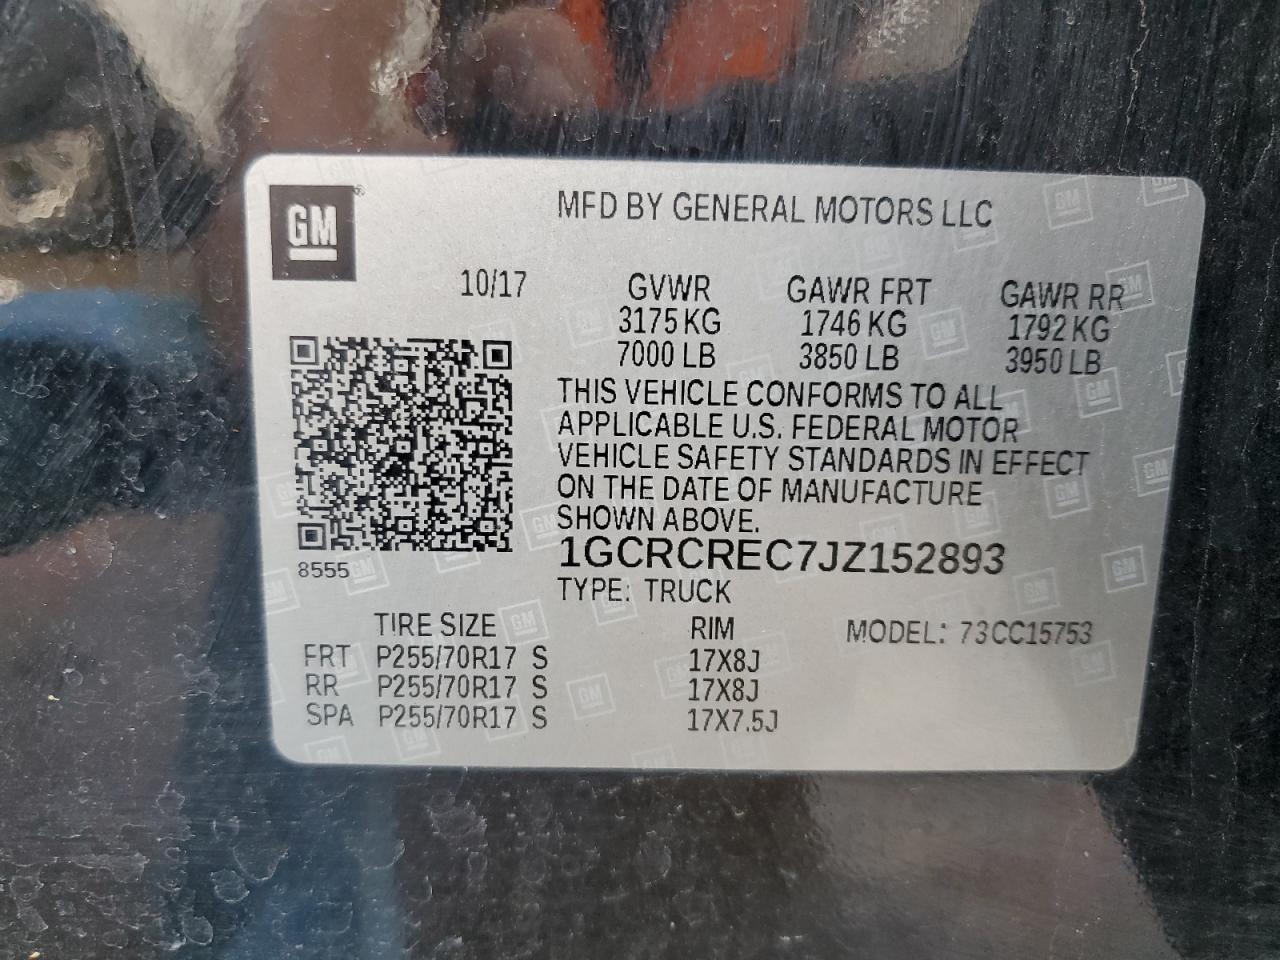 GM
MFD BY GENERAL MOTORS LLC
10/17 GVWR GAWR FRT GAWR RR
3175 KG 1746 KG 1792 KG
7000 LB 3850 LB 3950 LB
THIS VEHICLE CONFORMS TO ALL
APPLICABLE U.S. FEDERAL MOTOR
VEHICLE SAFETY STANDARDS IN EFFECT
ON THE DATE OF MANUFACTURE
SHOWN ABOVE.
1GCRCREC7JZ152893
8555
TYPE: TRUCK
TIRE SIZE RIM MODEL: 73CC15753
FRT P255/70R17 S 17X8J
RR P255/70R17 S 17X8J
SPA P255/70R17 S 17X7.5J